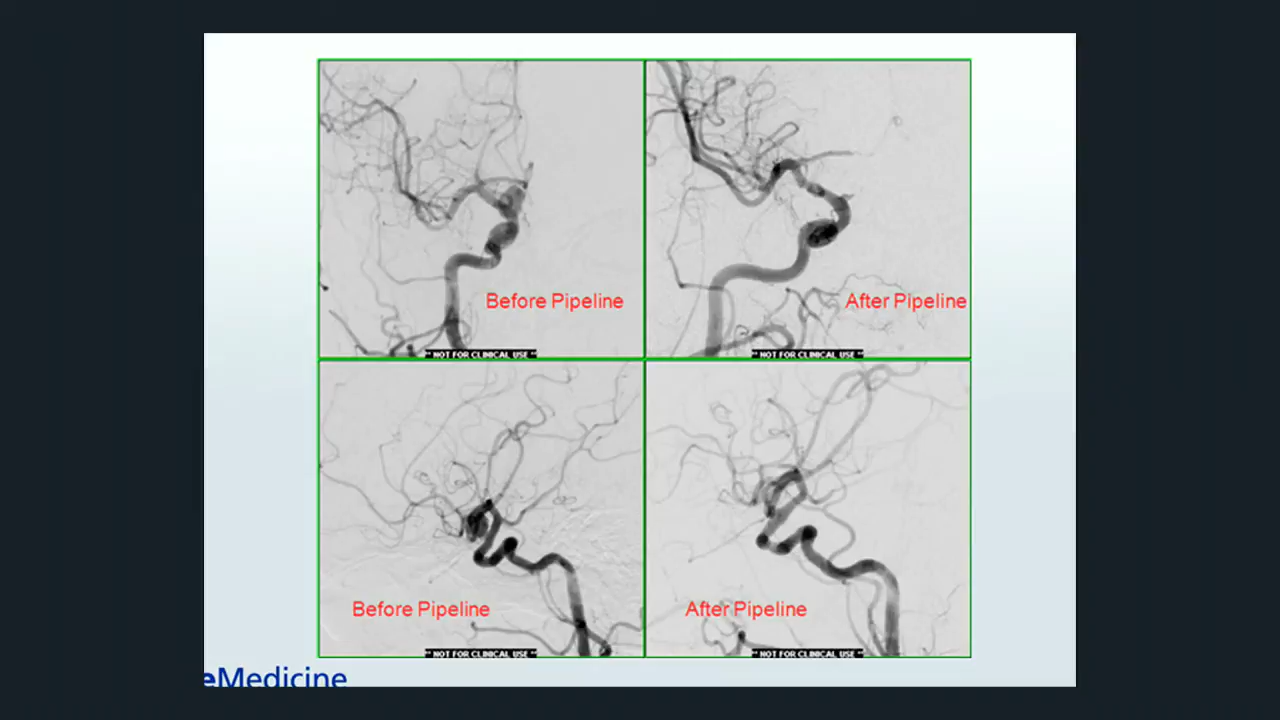 Before Pipeline
After Pipeline
** NOT FOR CLINICAL USE **
** NOT FOR CLINICAL USE **
Before Pipeline
After Pipeline
** NOT FOR CLINICAL USE **
** NOT FOR CLINICAL USE **
eMedicine